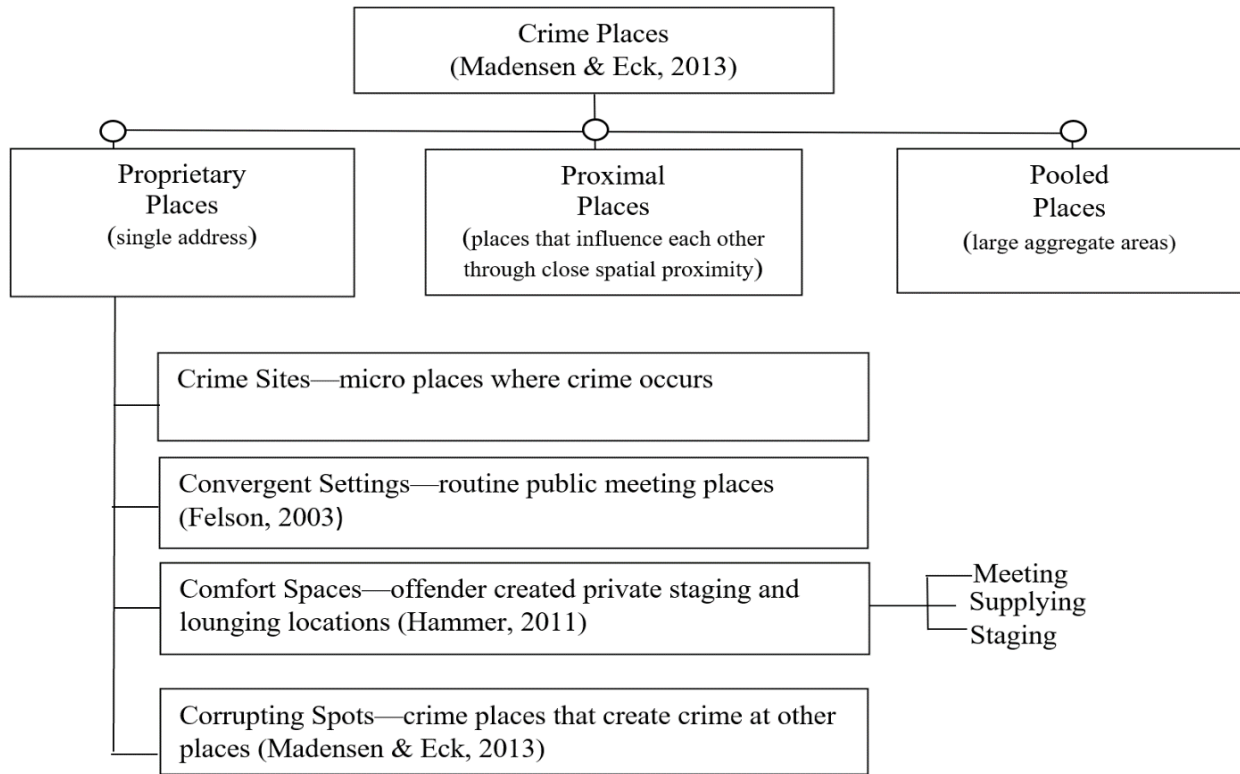 Crime Places
(Madensen & Eck, 2013)
Proprietary
Places
(single address)
Proximal
Places
(places that influence each other
through close spatial proximity)
Pooled
Places
(large aggregate areas)
Crime Sites—micro places where crime occurs
Convergent Settings—routine public meeting places
(Felson, 2003)
Comfort Spaces—offender created private staging and
lounging locations (Hammer, 2011)
Meeting
Supplying
Staging
Corrupting Spots—crime places that create crime at other
places (Madensen & Eck, 2013)